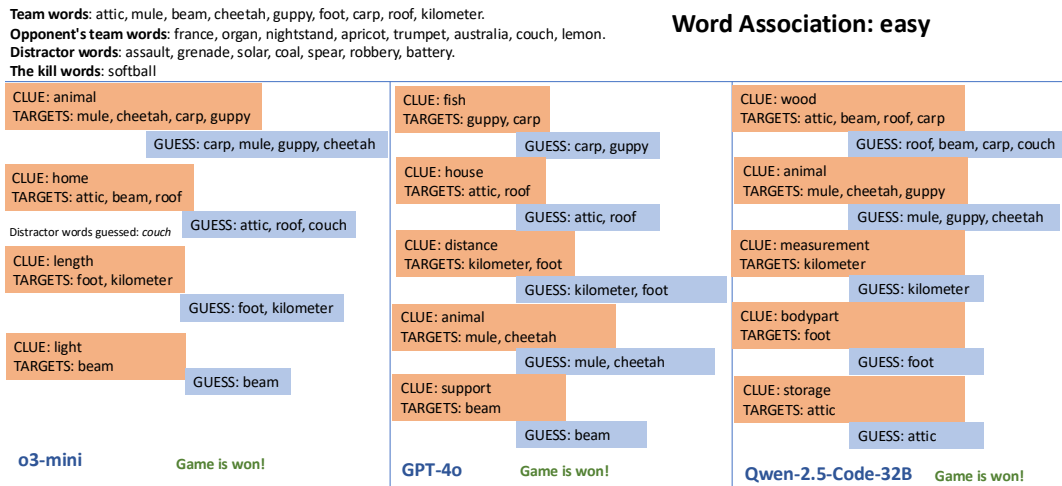 Team words: attic, mule, beam, cheetah, guppy, foot, carp, roof, kilometer.
Opponent's team words: france, organ, nightstand, apricot, trumpet, australia, couch, lemon.
Distractor words: assault, grenade, solar, coal, spear, robbery, battery.
The kill words: softball
Word Association: easy
CLUE: animal
TARGETS: mule, cheetah, carp, guppy
GUESS: carp, mule, guppy, cheetah
CLUE: home
TARGETS: attic, beam, roof
GUESS: attic, roof, couch
Distractor words guessed: couch
CLUE: length
TARGETS: foot, kilometer
GUESS: foot, kilometer
CLUE: light
TARGETS: beam
GUESS: beam
o3-mini
Game is won!
CLUE: fish
TARGETS: guppy, carp
GUESS: carp, guppy
CLUE: house
TARGETS: attic, roof
GUESS: attic, roof
CLUE: distance
TARGETS: kilometer, foot
GUESS: kilometer, foot
CLUE: animal
TARGETS: mule, cheetah
GUESS: mule, cheetah
CLUE: support
TARGETS: beam
GUESS: beam
GPT-4o
Game is won!
CLUE: wood
TARGETS: attic, beam, roof, carp
GUESS: roof, beam, carp, couch
CLUE: animal
TARGETS: mule, cheetah, guppy
GUESS: mule, guppy, cheetah
CLUE: measurement
TARGETS: kilometer
GUESS: kilometer
CLUE: bodypart
TARGETS: foot
GUESS: foot
CLUE: storage
TARGETS: attic
GUESS: attic
Qwen-2.5-Code-32B
Game is won!